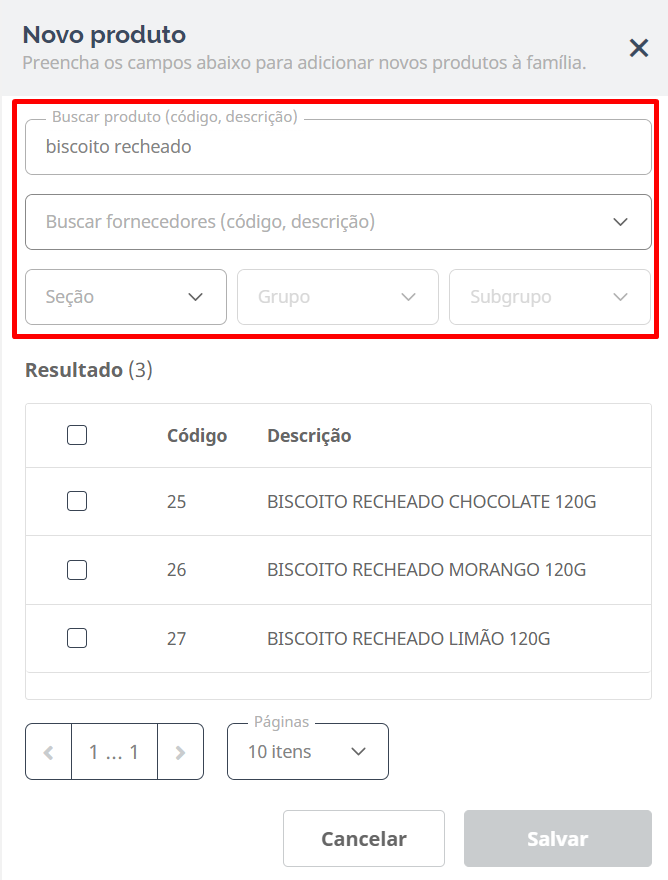 Novo produto
Preencha os campos abaixo para adicionar novos produtos à família.
Buscar produto (código, descrição)
biscoito recheado
Buscar fornecedores (código, descrição)
Seção Grupo Subgrupo
Resultado (3)
Código Descrição
25 BISCOITO RECHEADO CHOCOLATE 120G
26 BISCOITO RECHEADO MORANGO 120G
27 BISCOITO RECHEADO LIMÃO 120G
Páginas
1 ... 1 10 itens
Cancelar Salvar